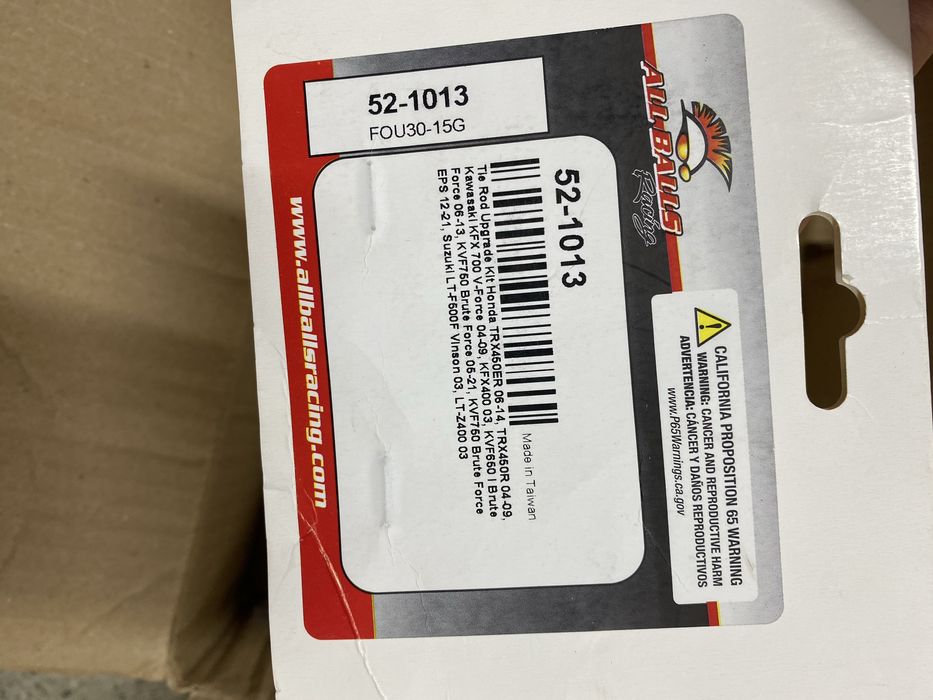 ALL BALLS
Racing
52-1013
FOU30-15G
52-1013
Made in Taiwan
Tie Rod Upgrade Kit Honda TRX450ER 06-14, TRX450R 04-09,
Kawasaki KFX 700 V-Force 04-09, KFX400 03, KVF650 I Brute
Force 06-13, KVF750 Brute Force 06-21, KVF750 Brute Force
EPS 12-21, Suzuki LT-F500F Vinson 03, LT-Z400 03
CALIFORNIA PROPOSITION 65 WARNING
WARNING: CANCER AND REPRODUCTIVE HARM
ADVERTENCIA: CÁNCER Y DAÑOS REPRODUCTIVOS
www.P65Warnings.ca.gov
www.allballsracing.com